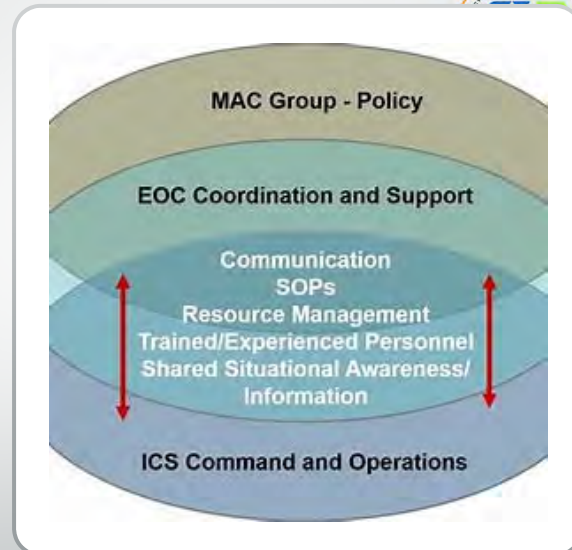 MAC Group - Policy
EOC Coordination and Support
Communication
SOPs
Resource Management
Trained/Experienced Personnel
Shared Situational Awareness/
Information
ICS Command and Operations